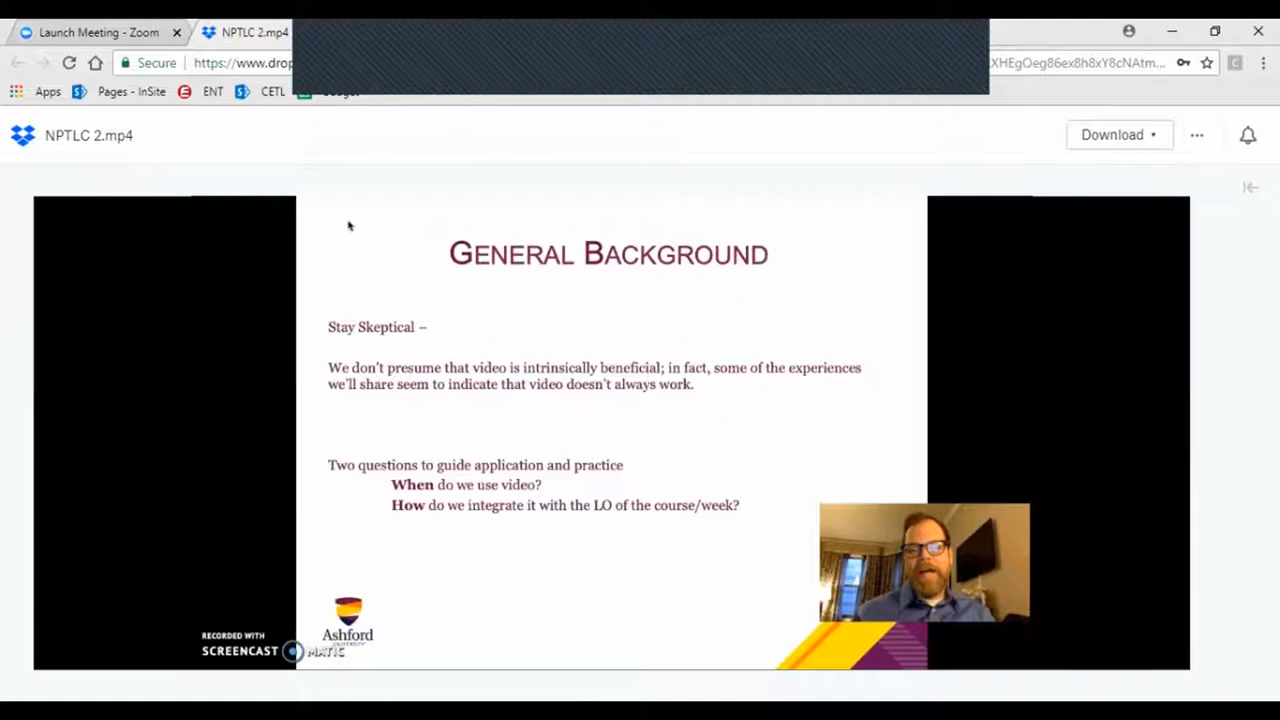 Launch Meeting - Zoom
NPTLC 2.mp4
Secure https://www.drop
XHEgOeg86ex8h8xY8cNAtm...
Apps Pages - InSite ENT CETL
NPTLC 2.mp4
Download
GENERAL BACKGROUND
Stay Skeptical –
We don't presume that video is intrinsically beneficial; in fact, some of the experiences
we'll share seem to indicate that video doesn't always work.
Two questions to guide application and practice
When do we use video?
How do we integrate it with the LO of the course/week?
Ashford
RECORDED WITH
SCREENCAST MATIC